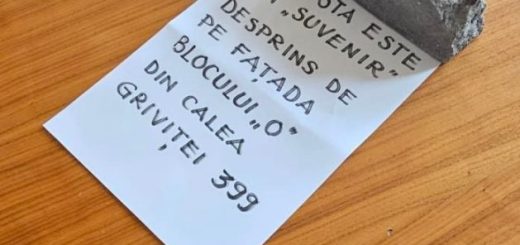 ESTE
"SUVENIR"
DESPRINS DE
PE FATADA
BLOCULUI „O”
DIN CALEA
GRIVIȚEI 399